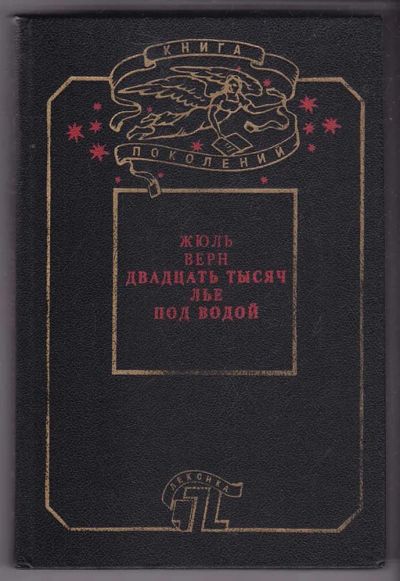 КНИГА
ПОКОЛЕНИЙ
ЖЮЛЬ
ВЕРН
ДВАДЦАТЬ ТЫСЯЧ
ЛЬЕ
ПОД ВОДОЙ
ЛЕКСИКА